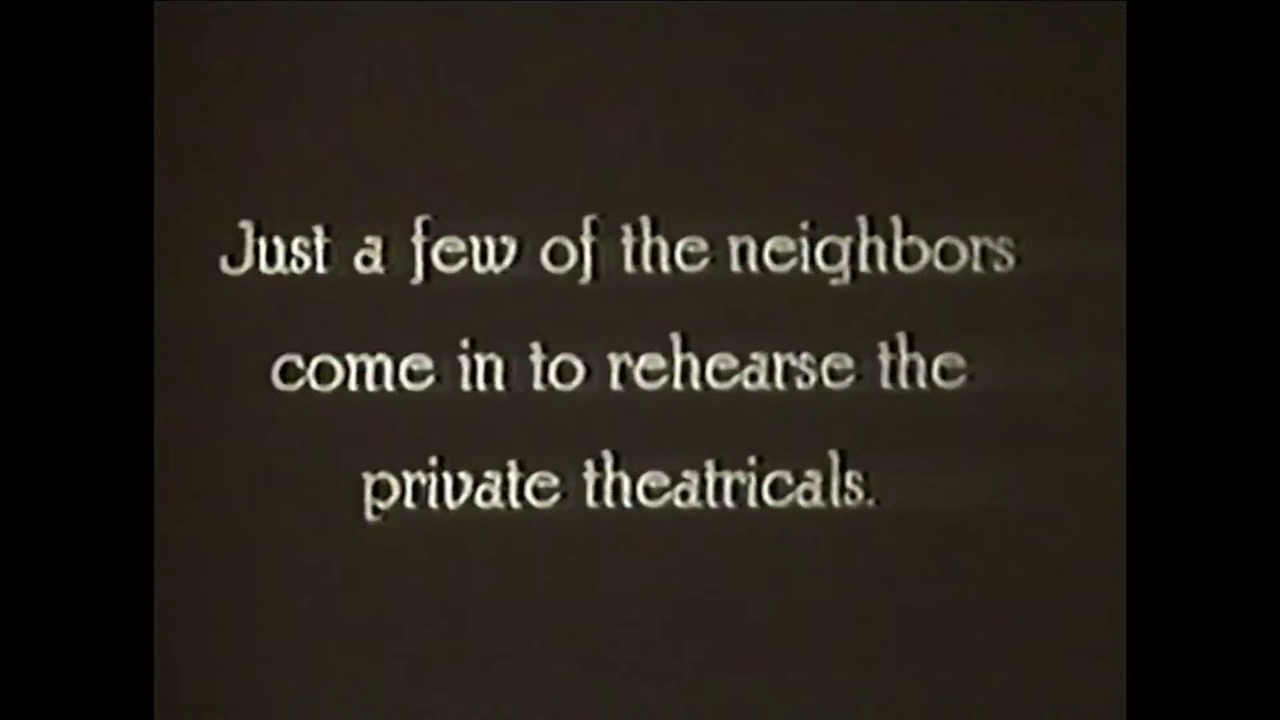 Just a few of the neighbors
come in to rehearse the
private theatricals.